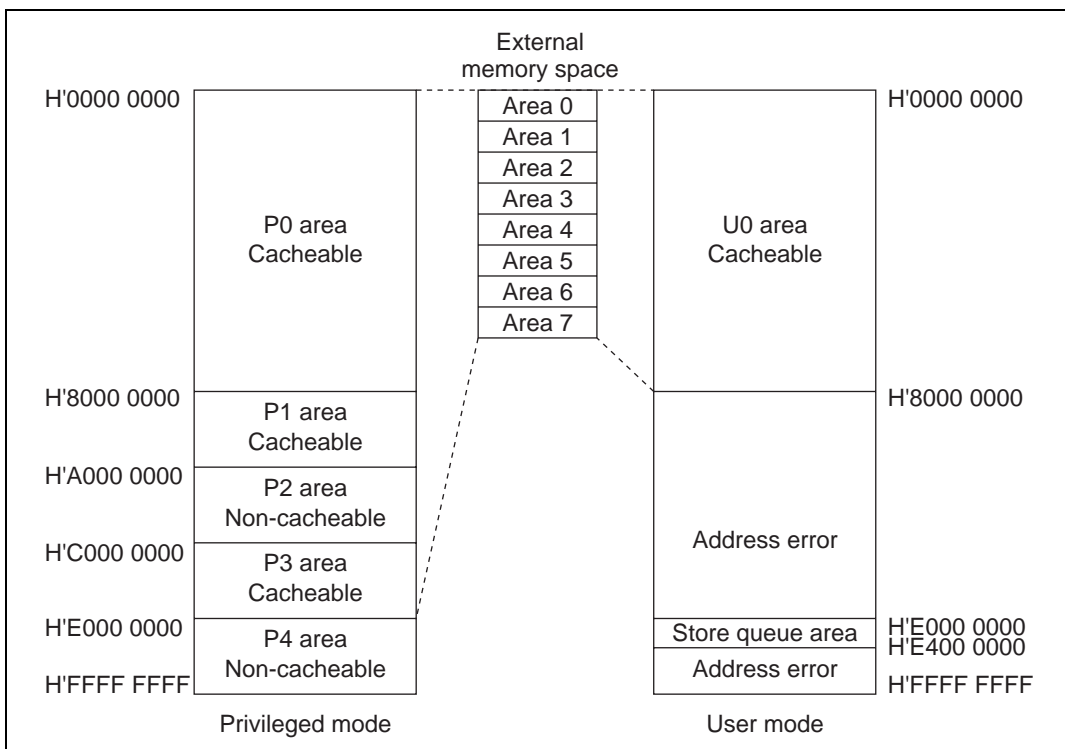 External
memory space
H'0000 0000
H'0000 0000
Area 0
Area 1
Area 2
Area 3
Area 4
Area 5
Area 6
Area 7
P0 area
Cacheable
U0 area
Cacheable
H'8000 0000
H'8000 0000
P1 area
Cacheable
H'A000 0000
P2 area
Non-cacheable
H'C000 0000
P3 area
Cacheable
Address error
H'E000 0000
P4 area
Non-cacheable
Store queue area
H'E000 0000
H'E400 0000
Address error
H'FFFF FFFF
H'FFFF FFFF
Privileged mode
User mode